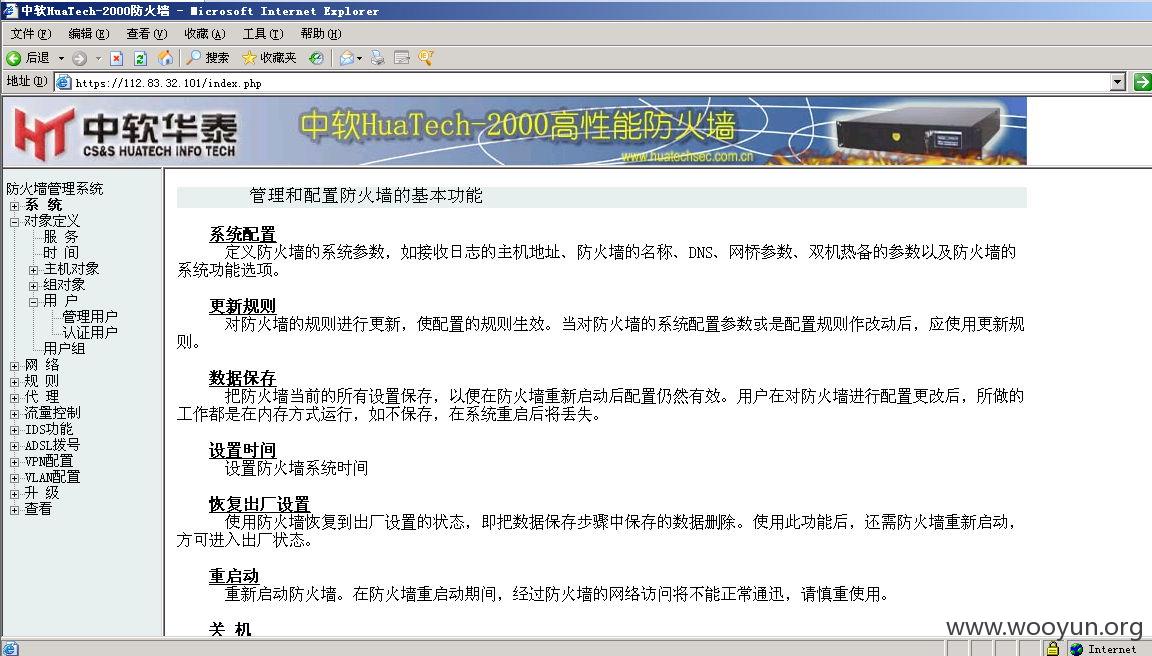 中软HuaTech-2000防火墙 - Microsoft Internet Explorer
文件(F) 编辑(E) 查看(V) 收藏(A) 工具(T) 帮助(H)
后退 搜索 收藏夹
地址(D) https://112.83.32.101/index.php
HT 中软华泰
CS&S HUATECH INFO TECH
中软HuaTech-2000高性能防火墙
www.huatechsec.com.cn
防火墙管理系统
系 统
对象定义
服 务
时 间
主机对象
组对象
用 户
管理用户
认证用户
用户组
网 络
规 则
代 理
流量控制
IDS功能
ADSL拨号
VPN配置
VLAN配置
升 级
查看
管理和配置防火墙的基本功能
系统配置
定义防火墙的系统参数，如接收日志的主机地址、防火墙的名称、DNS、网桥参数、双机热备的参数以及防火墙的
系统功能选项。
更新规则
对防火墙的规则进行更新，使配置的规则生效。当对防火墙的系统配置参数或是配置规则作改动后，应使用更新规
则。
数据保存
把防火墙当前的所有设置保存，以便在防火墙重新启动后配置仍然有效。用户在对防火墙进行配置更改后，所做的
工作都是在内存方式运行，如不保存，在系统重启后将丢失。
设置时间
设置防火墙系统时间
恢复出厂设置
使用防火墙恢复到出厂设置的状态，即把数据保存步骤中保存的数据删除。使用此功能后，还需防火墙重新启动，
方可进入出厂状态。
重启动
重新启动防火墙。在防火墙重启动期间，经过防火墙的网络访问将不能正常通迅，请慎重使用。
关 机
www.wooyun.org
Internet